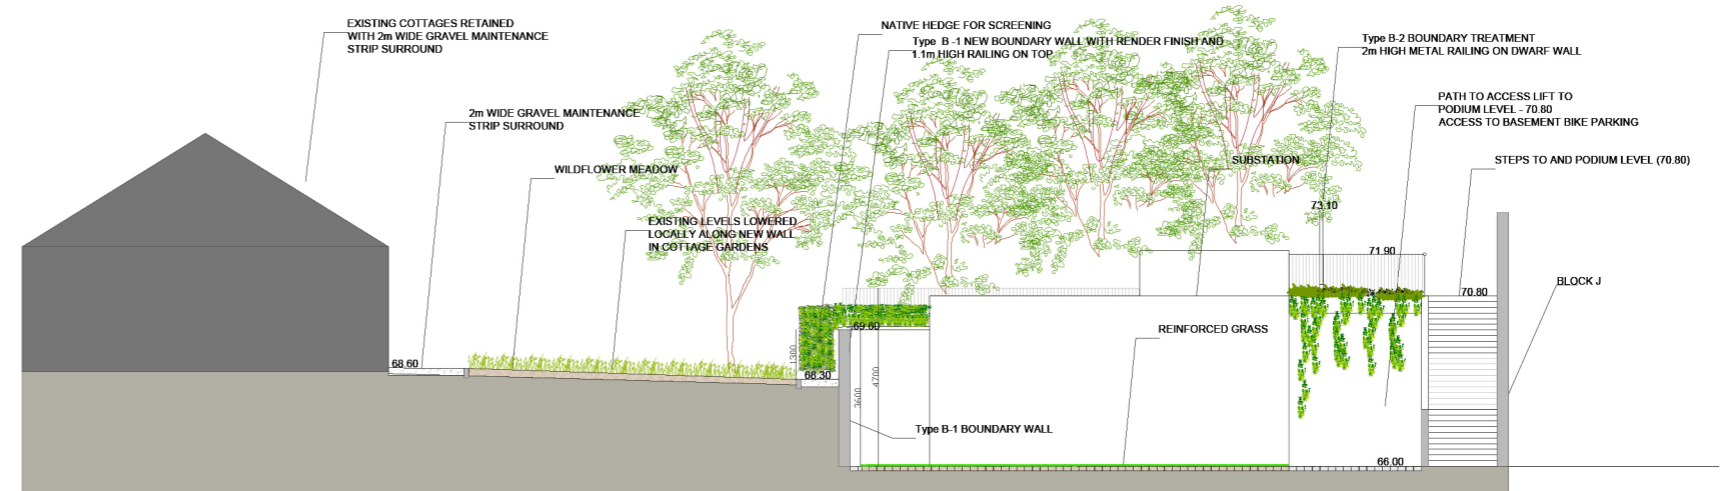 EXISTING COTTAGES RETAINED
WITH 2m WIDE GRAVEL MAINTENANCE
STRIP SURROUND
NATIVE HEDGE FOR SCREENING
Type B -1 NEW BOUNDARY WALL WITH RENDER FINISH AND
1.1m HIGH RAILING ON TOP
Type B-2 BOUNDARY TREATMENT
2m HIGH METAL RAILING ON DWARF WALL
PATH TO ACCESS LIFT TO
PODIUM LEVEL - 70.80
ACCESS TO BASEMENT BIKE PARKING
2m WIDE GRAVEL MAINTENANCE
STRIP SURROUND
WILDFLOWER MEADOW
SUBSTATION
STEPS TO AND PODIUM LEVEL (70.80)
EXISTING LEVELS LOWERED
LOCALLY ALONG NEW WALL
IN COTTAGE GARDENS
73.10
71.90
BLOCK J
70.80
69.60
REINFORCED GRASS
1300
68.60
68.30
4700
3600
Type B-1 BOUNDARY WALL
66.00